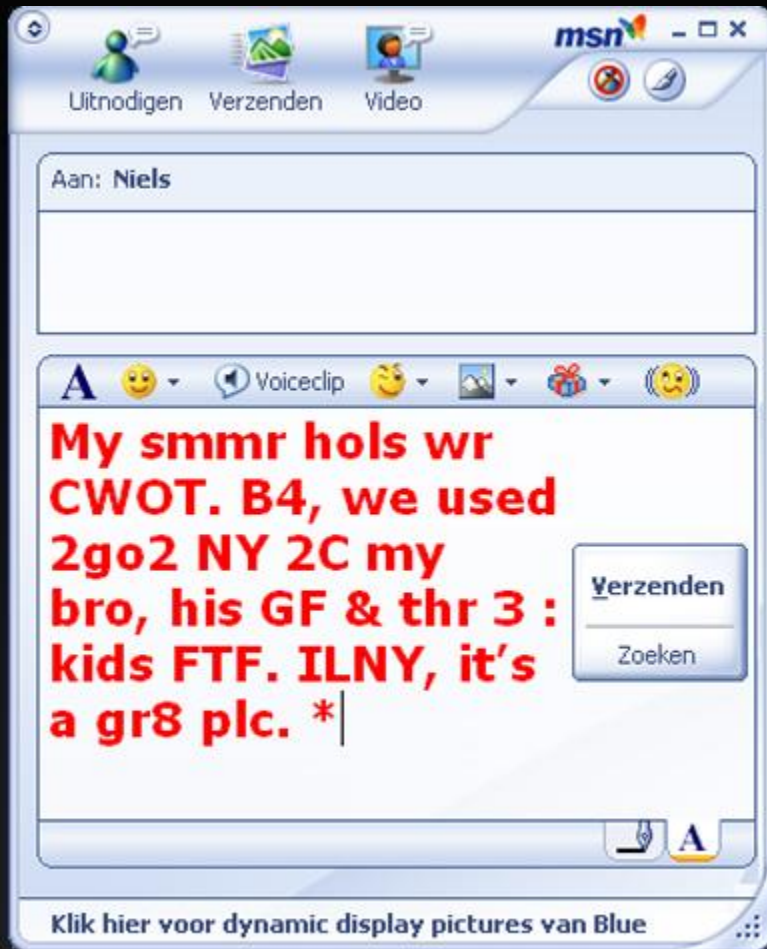 msn
Uitnodigen Verzenden Video
Aan: Niels
A Voiceclip
My smmr hols wr
CWOT. B4, we used
2go2 NY 2C my
bro, his GF & thr 3 :
kids FTF. ILNY, it’s
a gr8 plc. *
Verzenden
Zoeken
A
Klik hier voor dynamic display pictures van Blue